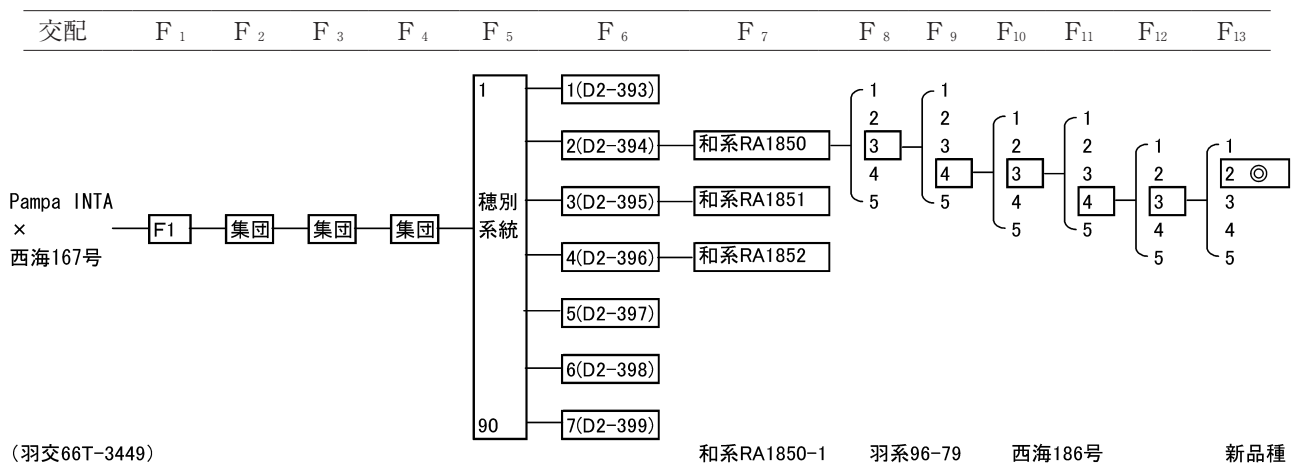 交配 F1 F2 F3 F4 F5 F6 F7 F8 F9 F10 F11 F12 F13
Pampa INTA
×
西海167号
F1
集団
集団
集団
1
穂別
系統
90
1(D2-393)
2(D2-394)
3(D2-395)
4(D2-396)
5(D2-397)
6(D2-398)
7(D2-399)
和系RA1850
和系RA1851
和系RA1852
1
2
3
4
5
1
2
3
4
5
1
2
3
4
5
1
2
3
4
5
1
2
3
4
5
1
2 ◎
3
4
5
(羽交66T-3449) 和系RA1850-1 羽系96-79 西海186号 新品種